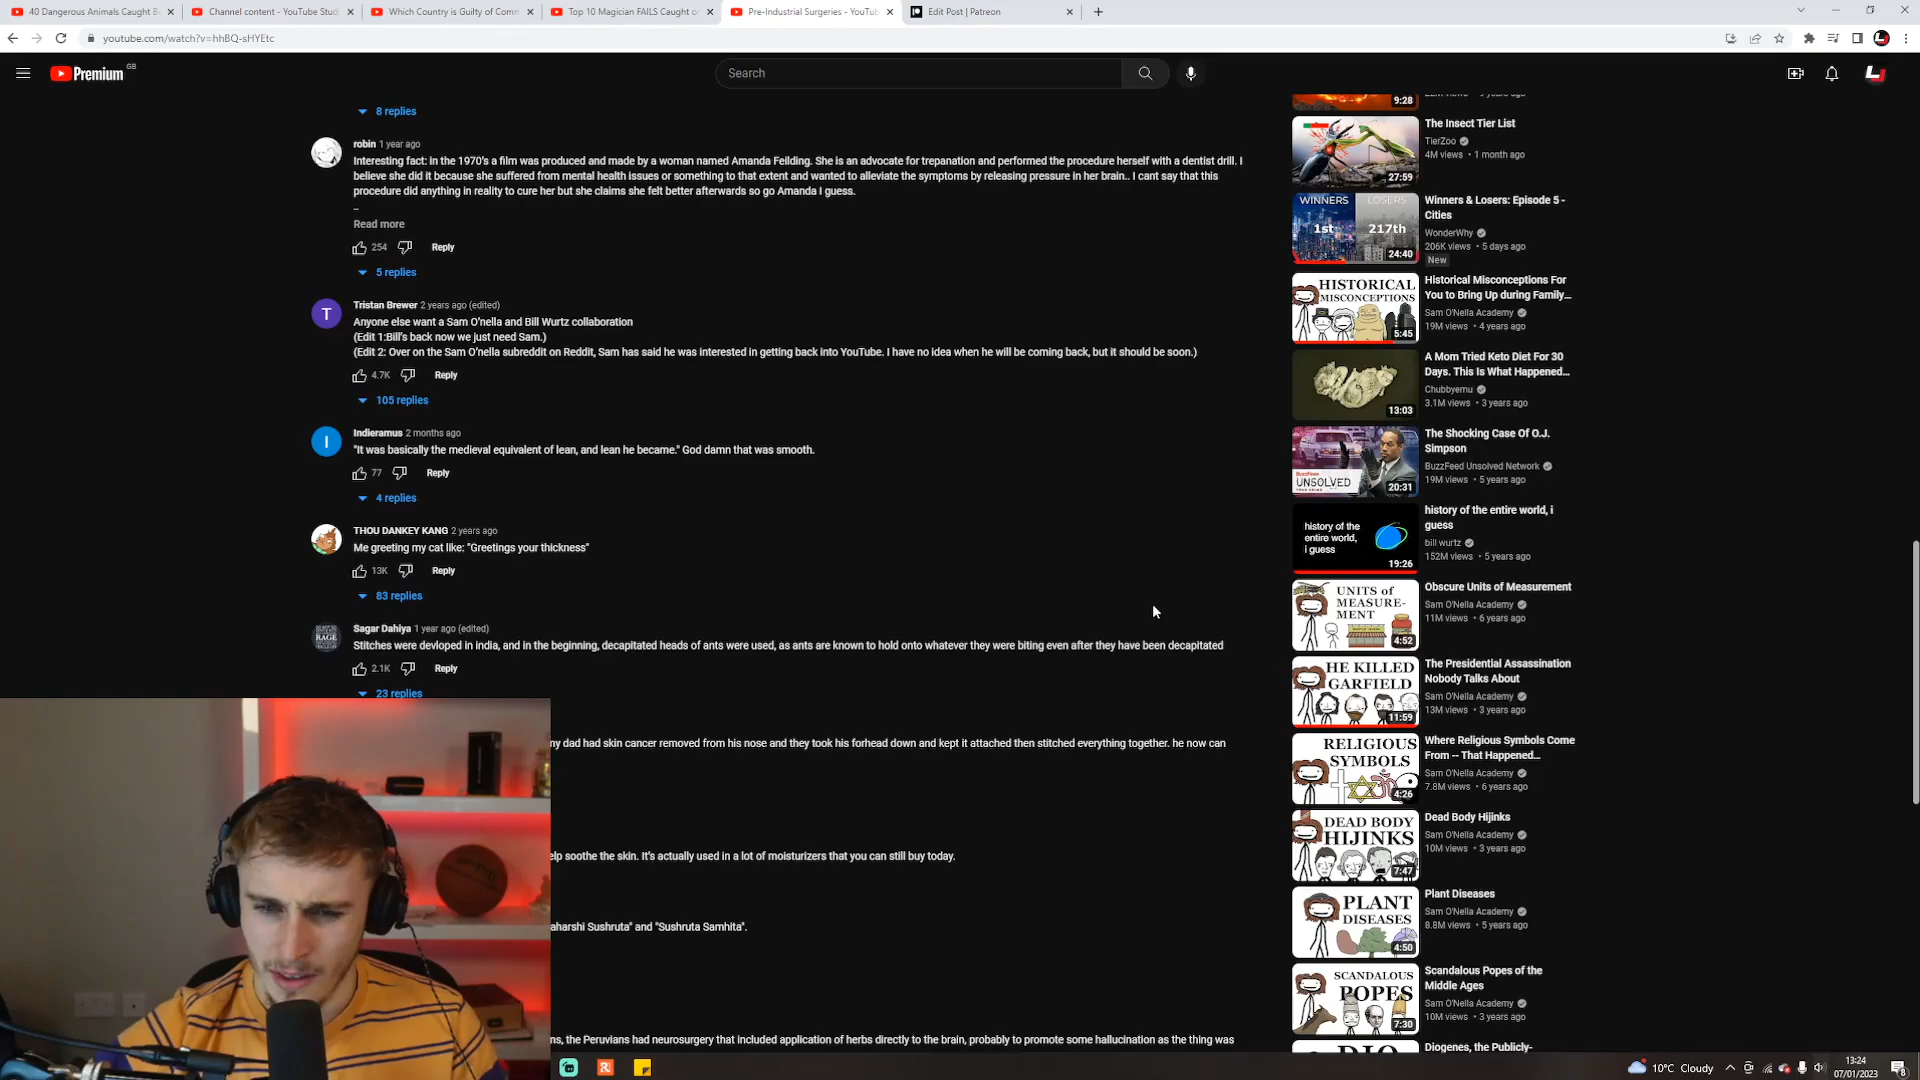 40 Dangerous Animals Caught B
Channel content - YouTube Stud
Which Country is Guilty of Comm
Top 10 Magician FAILS Caught o
Pre-Industrial Surgeries - YouTub
Edit Post | Patreon
youtube.com/watch?v=hhBQ-sHYEtc
Premium
GB
Search
8 replies
robin 1 year ago
Interesting fact: in the 1970's a film was produced and made by a woman named Amanda Feilding. She is an advocate for trepanation and performed the procedure herself with a dentist drill. I
believe she did it because she suffered from mental health issues or something to that extent and wanted to alleviate the symptoms by releasing pressure in her brain.. I cant say that this
procedure did anything in reality to cure her but she claims she felt better afterwards so go Amanda I guess.
Read more
254 Reply
5 replies
T
Tristan Brewer 2 years ago (edited)
Anyone else want a Sam O'nella and Bill Wurtz collaboration
(Edit 1:Bill's back now we just need Sam.)
(Edit 2: Over on the Sam O'nella subreddit on Reddit, Sam has said he was interested in getting back into YouTube. I have no idea when he will be coming back, but it should be soon.)
4.7K Reply
105 replies
I
Indieramus 2 months ago
"It was basically the medieval equivalent of lean, and lean he became." God damn that was smooth.
77 Reply
4 replies
THOU DANKEY KANG 2 years ago
Me greeting my cat like: "Greetings your thickness"
13K Reply
83 replies
RAGE
Sagar Dahiya 1 year ago (edited)
Stitches were devloped in india, and in the beginning, decapitated heads of ants were used, as ants are known to hold onto whatever they were biting even after they have been decapitated
2.1K Reply
23 replies
my dad had skin cancer removed from his nose and they took his forhead down and kept it attached then stitched everything together. he now can
elp soothe the skin. It's actually used in a lot of moisturizers that you can still buy today.
aharshi Sushruta" and "Sushruta Samhita".
ns, the Peruvians had neurosurgery that included application of herbs directly to the brain, probably to promote some hallucination as the thing was
9:28
The Insect Tier List
TierZoo
4M views • 1 month ago
27:59
WINNERS LOSERS
1st 217th
24:40
Winners & Losers: Episode 5 -
Cities
WonderWhy
206K views • 5 days ago
New
HISTORICAL
MISCONCEPTIONS
5:45
Historical Misconceptions For
You to Bring Up during Family...
Sam O'Nella Academy
19M views • 4 years ago
13:03
A Mom Tried Keto Diet For 30
Days. This Is What Happened...
Chubbyemu
3.1M views • 3 years ago
UNSOLVED
20:31
The Shocking Case Of O.J.
Simpson
BuzzFeed Unsolved Network
19M views • 5 years ago
history of the
entire world,
i guess
19:26
history of the entire world, i
guess
bill wurtz
152M views • 5 years ago
UNITS of
MEASURE-
MENT
4:52
Obscure Units of Measurement
Sam O'Nella Academy
11M views • 6 years ago
HE KILLED
GARFIELD
11:59
The Presidential Assassination
Nobody Talks About
Sam O'Nella Academy
13M views • 3 years ago
RELIGIOUS
SYMBOLS
4:26
Where Religious Symbols Come
From -- That Happened...
Sam O'Nella Academy
7.8M views • 6 years ago
DEAD BODY
HIJINKS
7:47
Dead Body Hijinks
Sam O'Nella Academy
10M views • 3 years ago
PLANT
DISEASES
4:50
Plant Diseases
Sam O'Nella Academy
8.8M views • 5 years ago
SCANDALOUS
POPES
7:30
Scandalous Popes of the
Middle Ages
Sam O'Nella Academy
10M views • 3 years ago
Diogenes, the Publicly-
10°C Cloudy
13:24
07/01/2023